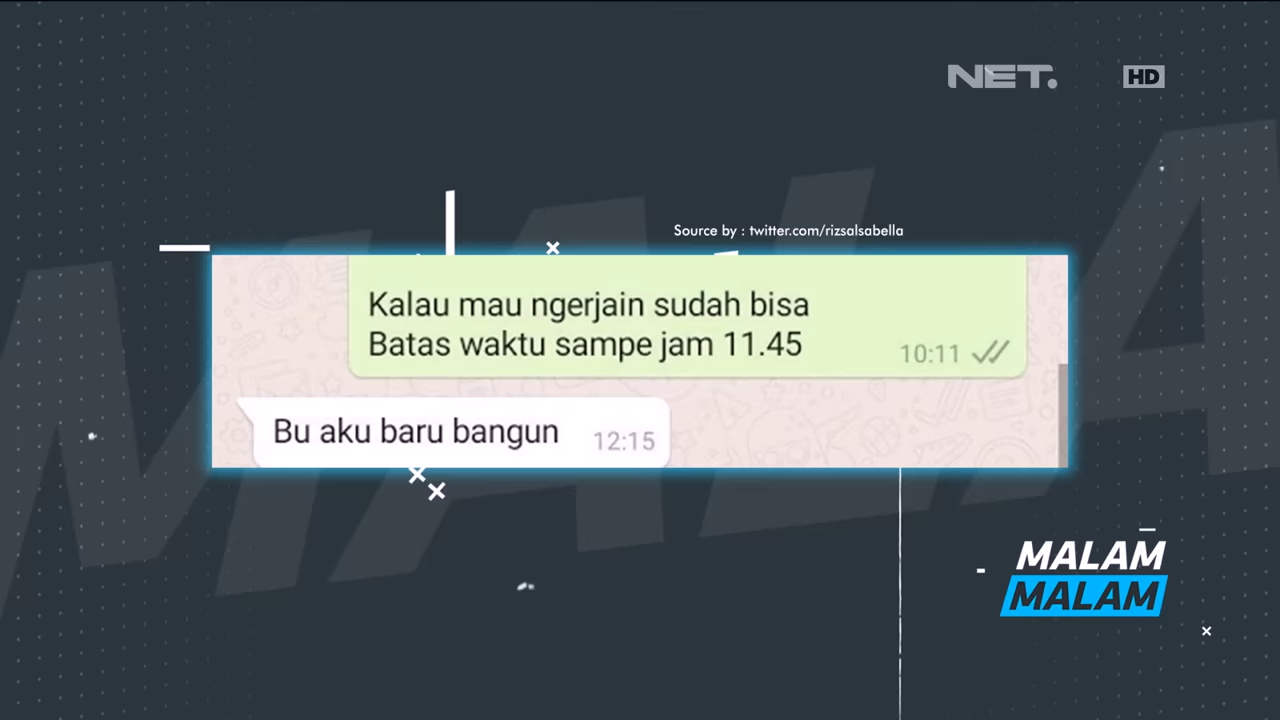 NET. HD
Source by : twitter.com/rizsalsabella
Kalau mau ngerjain sudah bisa
Batas waktu sampe jam 11.45
10:11
Bu aku baru bangun 12:15
MALAM
MALAM
MALA